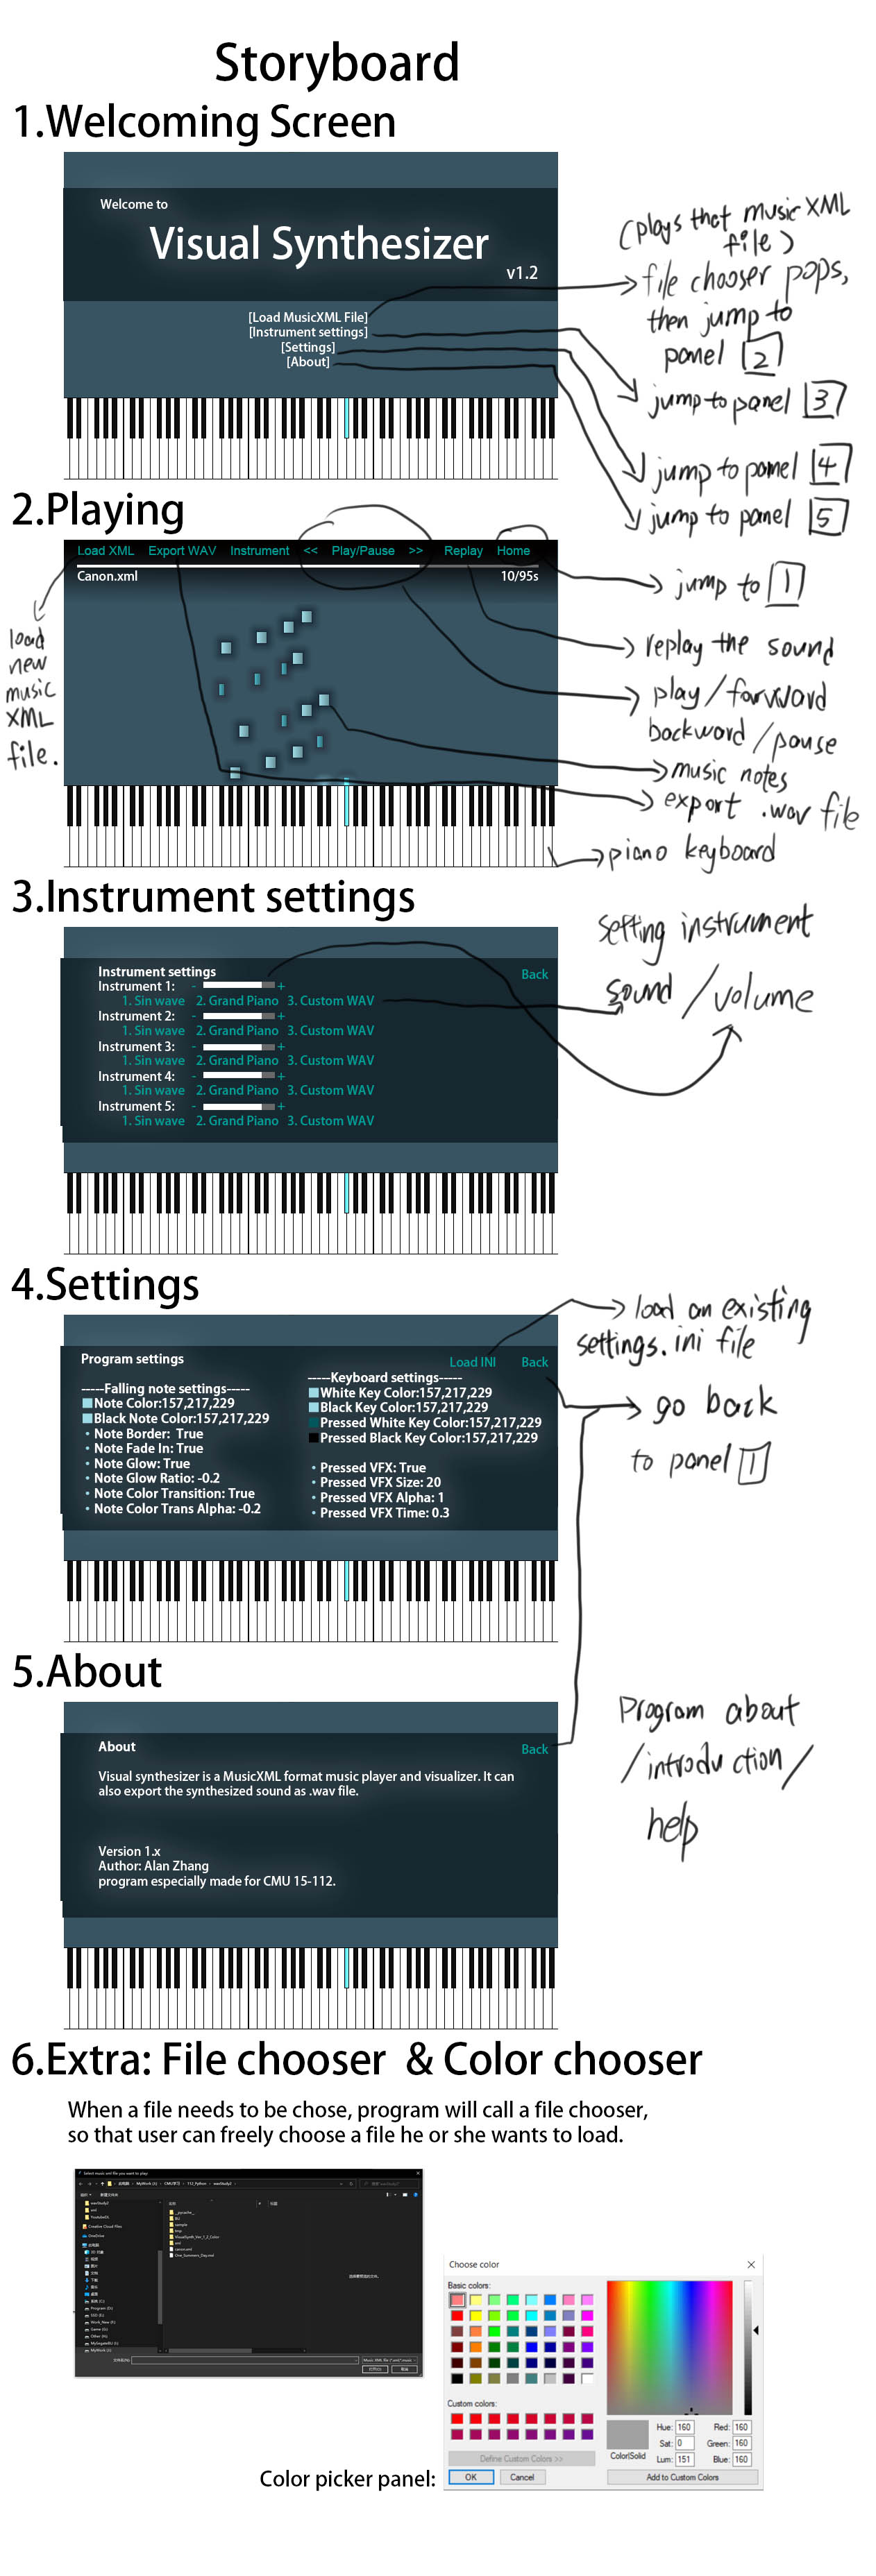 Storyboard
1.Welcoming Screen
Welcome to
Visual Synthesizer
v1.2
[Load MusicXML File]
[Instrument settings]
[Settings]
[About]
(plays that music XML
file)
file chooser pops,
then jump to
panel 2
jump to panel 3
jump to panel 4
jump to panel 5
2.Playing
Load XML Export WAV Instrument << Play/Pause >> Replay Home
Canon.xml 10/95s
load
new
music
XML
file.
jump to 1
replay the sound
play / forward
backword / pause
music notes
export .wav file
piano keyboard
3.Instrument settings
Instrument settings
Back
Instrument 1: - +
1. Sin wave 2. Grand Piano 3. Custom WAV
Instrument 2: - +
1. Sin wave 2. Grand Piano 3. Custom WAV
Instrument 3: - +
1. Sin wave 2. Grand Piano 3. Custom WAV
Instrument 4: - +
1. Sin wave 2. Grand Piano 3. Custom WAV
Instrument 5: - +
1. Sin wave 2. Grand Piano 3. Custom WAV
Setting instrument
sound / volume
4.Settings
Program settings
Load INI Back
-----Falling note settings-----
Note Color:157,217,229
Black Note Color:157,217,229
• Note Border: True
• Note Fade In: True
• Note Glow: True
• Note Glow Ratio: -0.2
• Note Color Transition: True
• Note Color Trans Alpha: -0.2
-----Keyboard settings-----
White Key Color:157,217,229
Black Key Color:157,217,229
Pressed White Key Color:157,217,229
Pressed Black Key Color:157,217,229
• Pressed VFX: True
• Pressed VFX Size: 20
• Pressed VFX Alpha: 1
• Pressed VFX Time: 0.3
load an existing
settings.ini file
go back
to panel 1
5.About
About
Back
Visual synthesizer is a MusicXML format music player and visualizer. It can
also export the synthesized sound as .wav file.
Version 1.x
Author: Alan Zhang
program especially made for CMU 15-112.
Program about
/introduction/
help
6.Extra: File chooser & Color chooser
When a file needs to be chose, program will call a file chooser,
so that user can freely choose a file he or she wants to load.
Select music xml file you want to play
Creative Cloud Files
OneDrive
__pycache__
sample
canon.xml
Choose color
Basic colors:
Custom colors:
Define Custom Colors >>
OK Cancel
Color|Solid
Hue: 160 Red: 160
Sat: 0 Green: 160
Lum: 151 Blue: 160
Add to Custom Colors
Color picker panel: